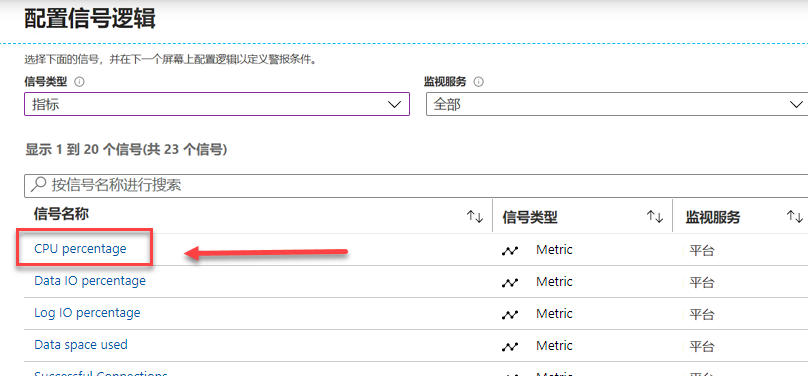 配置信号逻辑
选择下面的信号，并在下一个屏幕上配置逻辑以定义警报条件。
信号类型 监视服务
指标 全部
显示 1 到 20 个信号(共 23 个信号)
按信号名称进行搜索
信号名称 信号类型 监视服务
CPU percentage Metric 平台
Data IO percentage Metric 平台
Log IO percentage Metric 平台
Data space used Metric 平台
Successful Connections